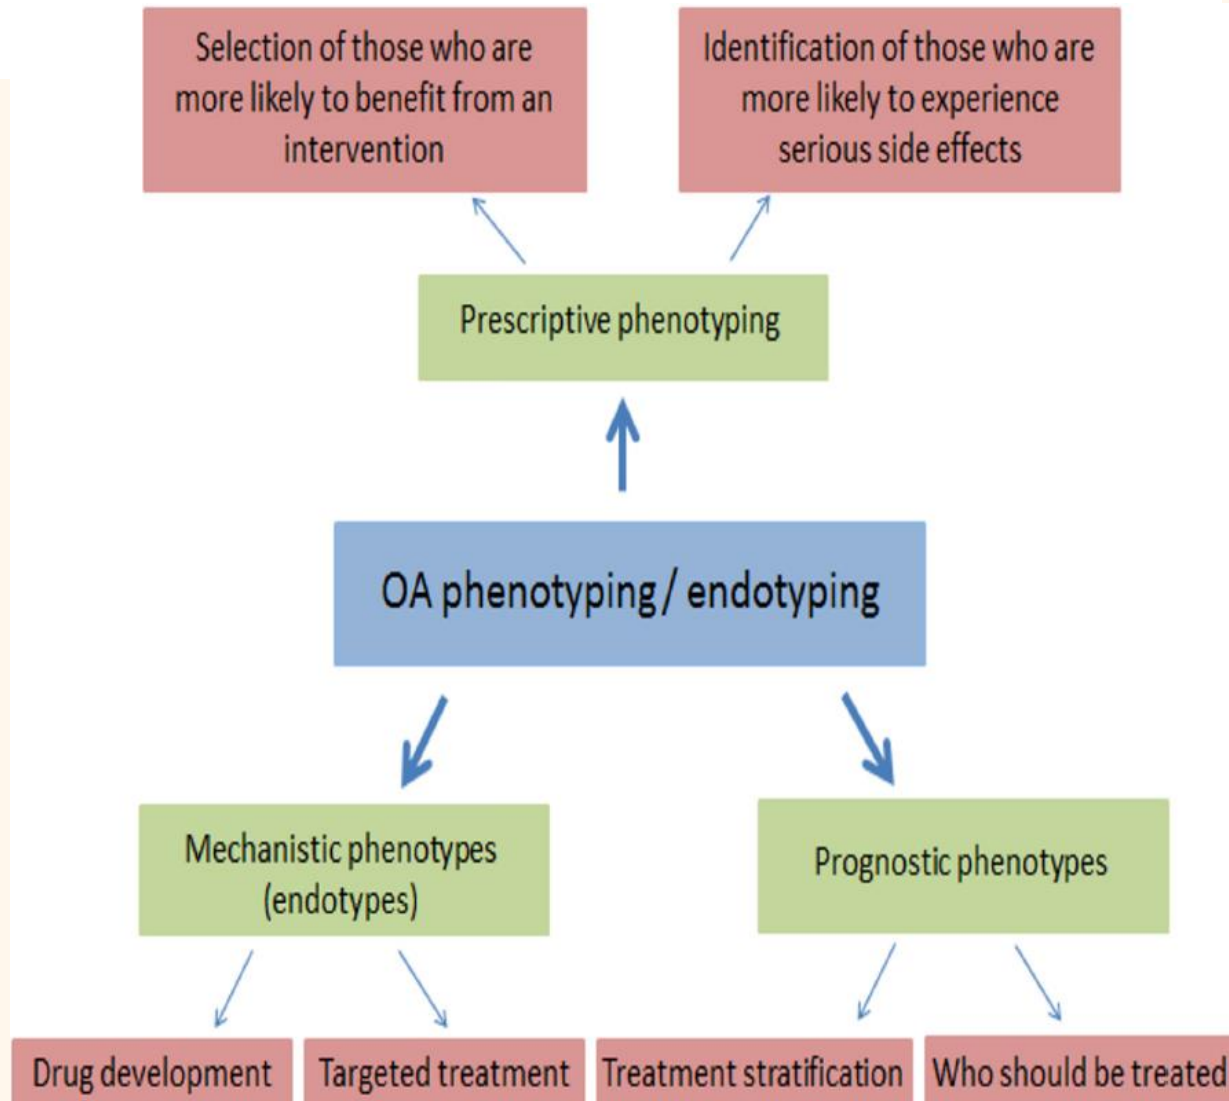 Selection of those who are
more likely to benefit from an
intervention
Identification of those who are
more likely to experience
serious side effects
Prescriptive phenotyping
OA phenotyping / endotyping
Mechanistic phenotypes
(endotypes)
Prognostic phenotypes
Drug development
Targeted treatment
Treatment stratification
Who should be treated